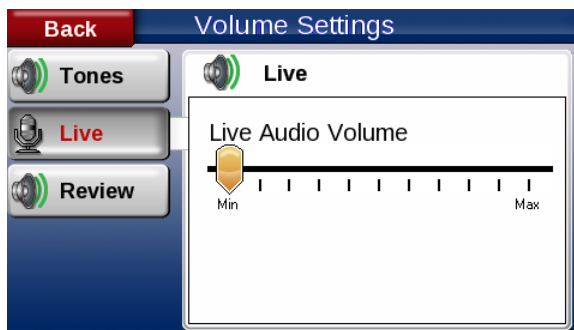 Back
Volume Settings
Tones
Live
Review
Live
Live Audio Volume
Min
Max